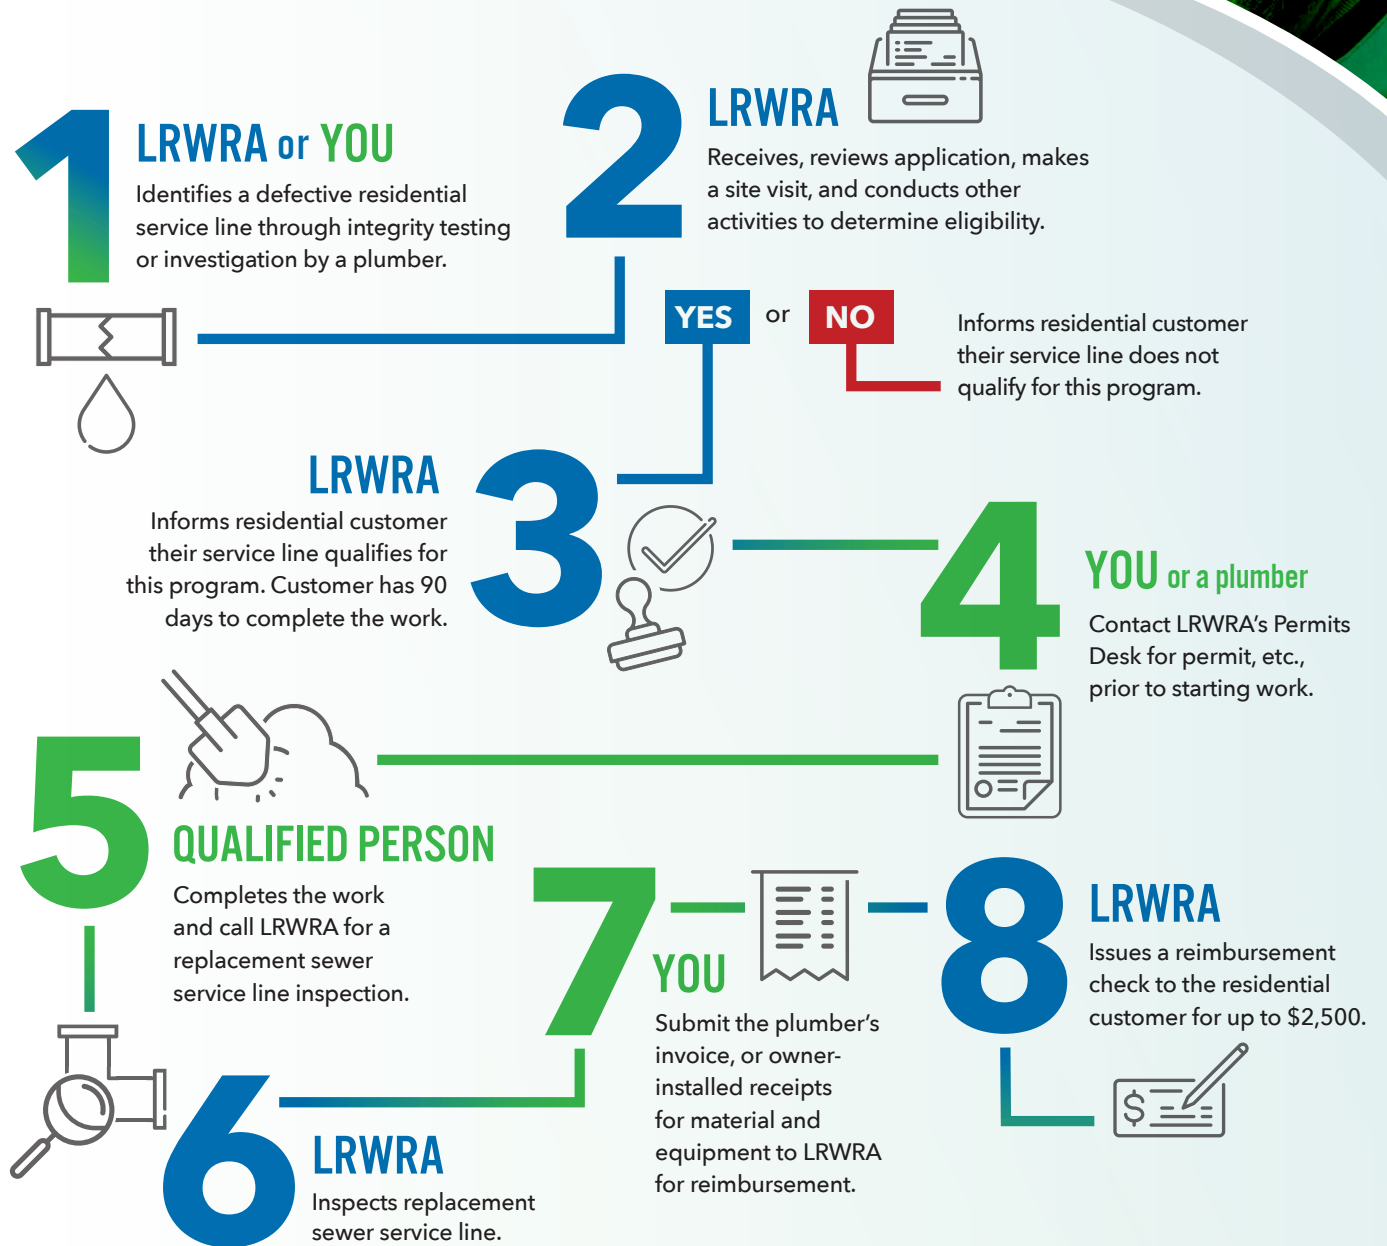 1
LRWRA or YOU
Identifies a defective residential
service line through integrity testing
or investigation by a plumber.
2
LRWRA
Receives, reviews application, makes
a site visit, and conducts other
activities to determine eligibility.
YES or NO
Informs residential customer
their service line does not
qualify for this program.
3
LRWRA
Informs residential customer
their service line qualifies for
this program. Customer has 90
days to complete the work.
4
YOU or a plumber
Contact LRWRA’s Permits
Desk for permit, etc.,
prior to starting work.
5
QUALIFIED PERSON
Completes the work
and call LRWRA for a
replacement sewer
service line inspection.
6
LRWRA
Inspects replacement
sewer service line.
7
YOU
Submit the plumber’s
invoice, or owner-
installed receipts
for material and
equipment to LRWRA
for reimbursement.
8
LRWRA
Issues a reimbursement
check to the residential
customer for up to $2,500.
$